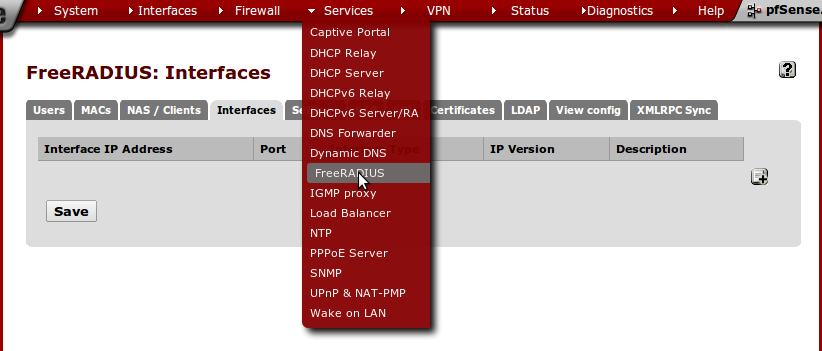 System Interfaces Firewall Services VPN Status Diagnostics Help pfSense.
Captive Portal
DHCP Relay
DHCP Server
DHCPv6 Relay
DHCPv6 Server/RA
DNS Forwarder
Dynamic DNS
FreeRADIUS
IGMP proxy
Load Balancer
NTP
PPPoE Server
SNMP
UPnP & NAT-PMP
Wake on LAN
FreeRADIUS: Interfaces
Users MACs NAS / Clients Interfaces Certificates LDAP View config XMLRPC Sync
Interface IP Address Port Type IP Version Description
Save